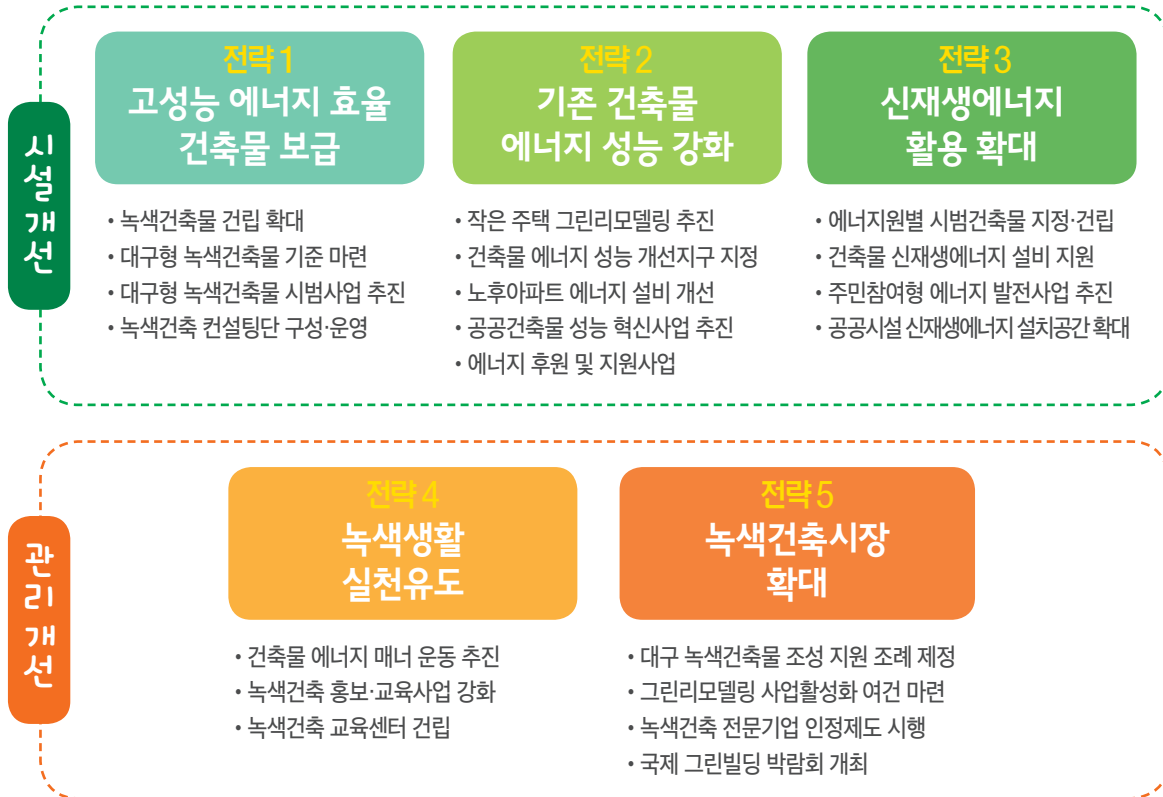 시설개선
전략 1
고성능 에너지 효율
건축물 보급
• 녹색건축물 건립 확대
• 대구형 녹색건축물 기준 마련
• 대구형 녹색건축물 시범사업 추진
• 녹색건축 컨설팅단 구성·운영
전략 2
기존 건축물
에너지 성능 강화
• 작은 주택 그린리모델링 추진
• 건축물 에너지 성능 개선지구 지정
• 노후아파트 에너지 설비 개선
• 공공건축물 성능 혁신사업 추진
• 에너지 후원 및 지원사업
전략 3
신재생에너지
활용 확대
• 에너지원별 시범건축물 지정·건립
• 건축물 신재생에너지 설비 지원
• 주민참여형 에너지 발전사업 추진
• 공공시설 신재생에너지 설치공간 확대
관리개선
전략 4
녹색생활
실천유도
• 건축물 에너지 매너 운동 추진
• 녹색건축 홍보·교육사업 강화
• 녹색건축 교육센터 건립
전략 5
녹색건축시장
확대
• 대구 녹색건축물 조성 지원 조례 제정
• 그린리모델링 사업활성화 여건 마련
• 녹색건축 전문기업 인정제도 시행
• 국제 그린빌딩 박람회 개최